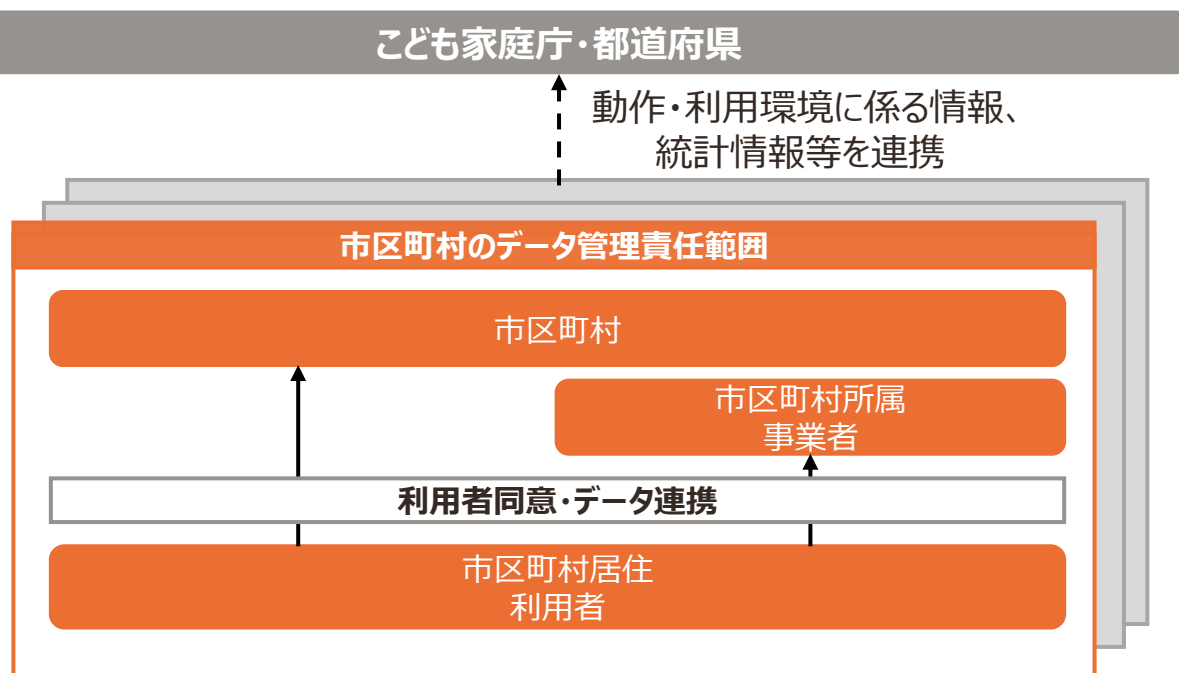 こども家庭庁・都道府県
動作・利用環境に係る情報、
統計情報等を連携
市区町村のデータ管理責任範囲
市区町村
市区町村所属
事業者
利用者同意・データ連携
市区町村居住
利用者